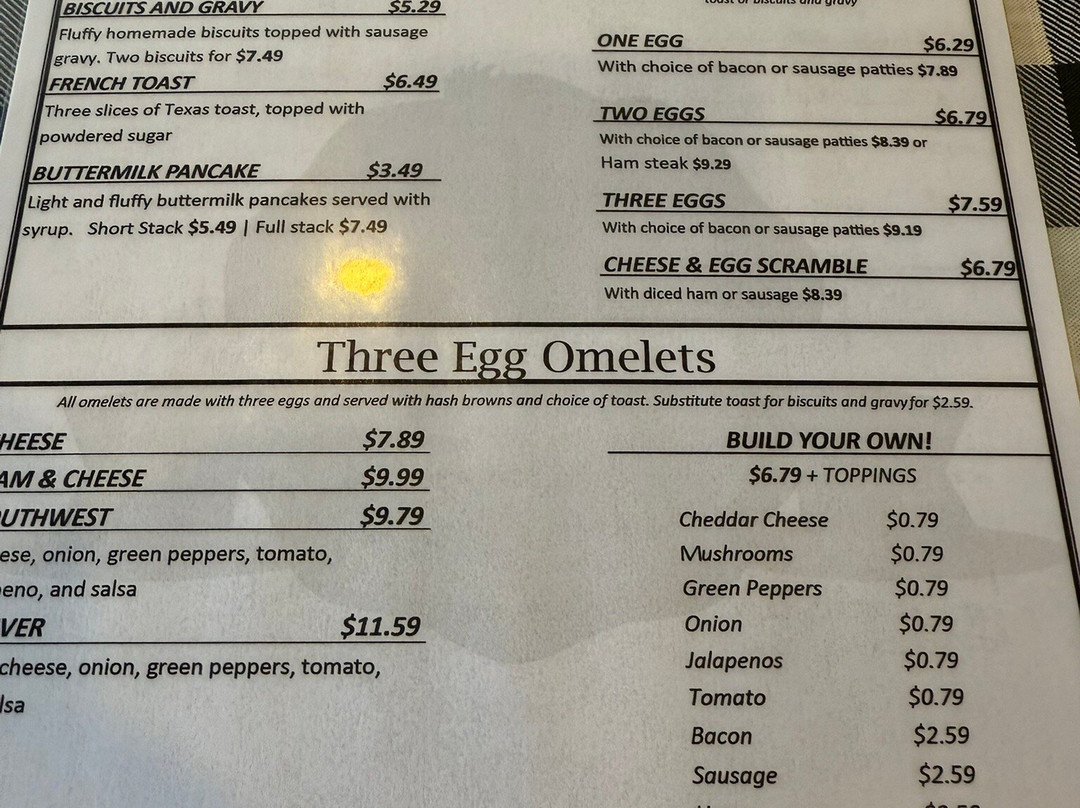 BISCUITS AND GRAVY $5.29
Fluffy homemade biscuits topped with sausage
gravy. Two biscuits for $7.49
FRENCH TOAST $6.49
Three slices of Texas toast, topped with
powdered sugar
BUTTERMILK PANCAKE $3.49
Light and fluffy buttermilk pancakes served with
syrup. Short Stack $5.49 | Full stack $7.49
toast or biscuits and gravy
ONE EGG $6.29
With choice of bacon or sausage patties $7.89
TWO EGGS $6.79
With choice of bacon or sausage patties $8.39 or
Ham steak $9.29
THREE EGGS $7.59
With choice of bacon or sausage patties $9.19
CHEESE & EGG SCRAMBLE $6.79
With diced ham or sausage $8.39
Three Egg Omelets
All omelets are made with three eggs and served with hash browns and choice of toast. Substitute toast for biscuits and gravy for $2.59.
HEESE $7.89
AM & CHEESE $9.99
UTHWEST $9.79
ese, onion, green peppers, tomato,
eno, and salsa
VER $11.59
cheese, onion, green peppers, tomato,
lsa
BUILD YOUR OWN!
$6.79 + TOPPINGS
Cheddar Cheese $0.79
Mushrooms $0.79
Green Peppers $0.79
Onion $0.79
Jalapenos $0.79
Tomato $0.79
Bacon $2.59
Sausage $2.59